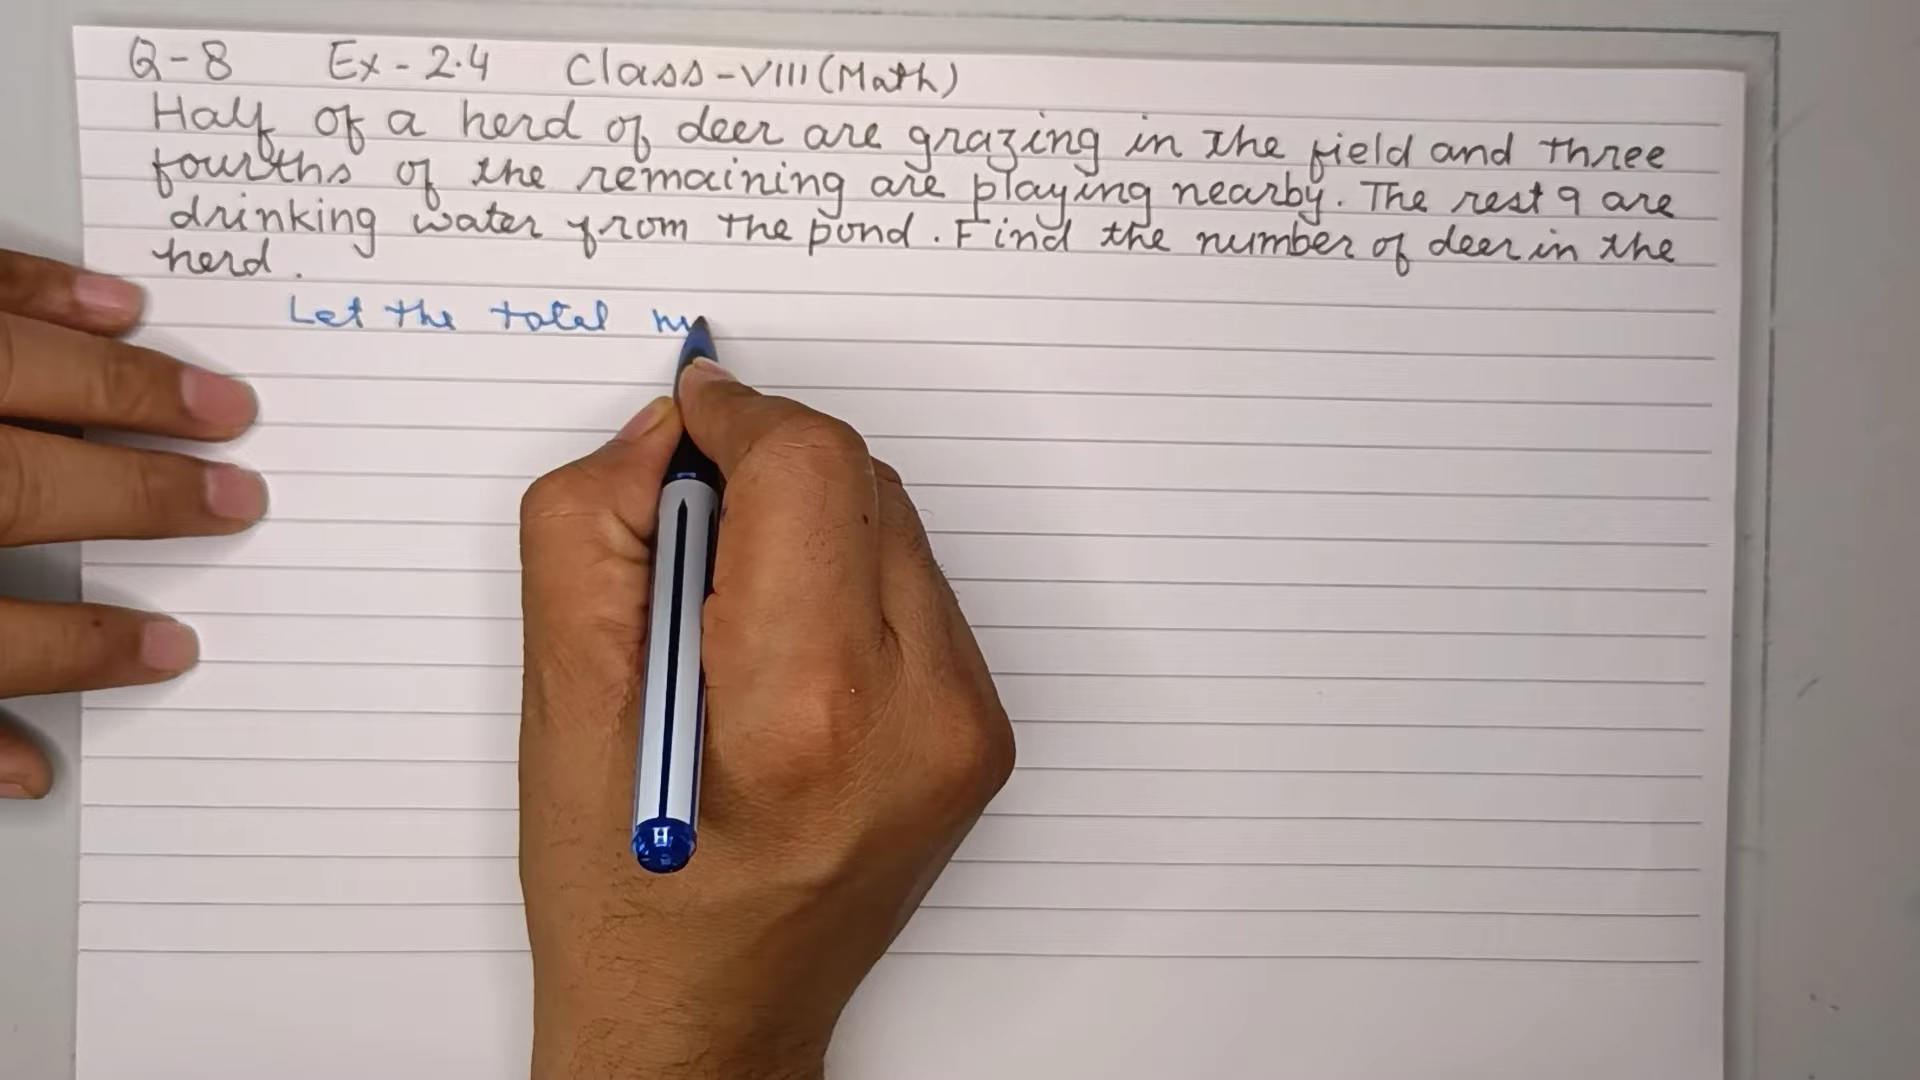 Q-8 Ex-2.4 Class-VIII (Math)
Half of a herd of deer are grazing in the field and three
fourths of the remaining are playing nearby. The rest 9 are
drinking water from the pond. Find the number of deer in the
herd.
Let the total nu
H